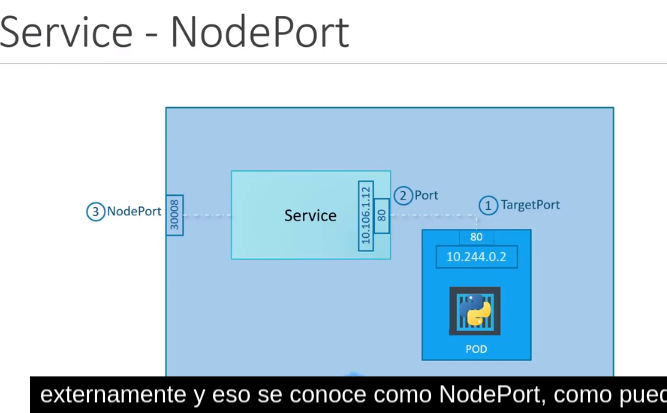 Service - NodePort
3 NodePort
30008
Service
10.106.1.12
80
2 Port
1 TargetPort
80
10.244.0.2
POD
externamente y eso se conoce como NodePort, como pued